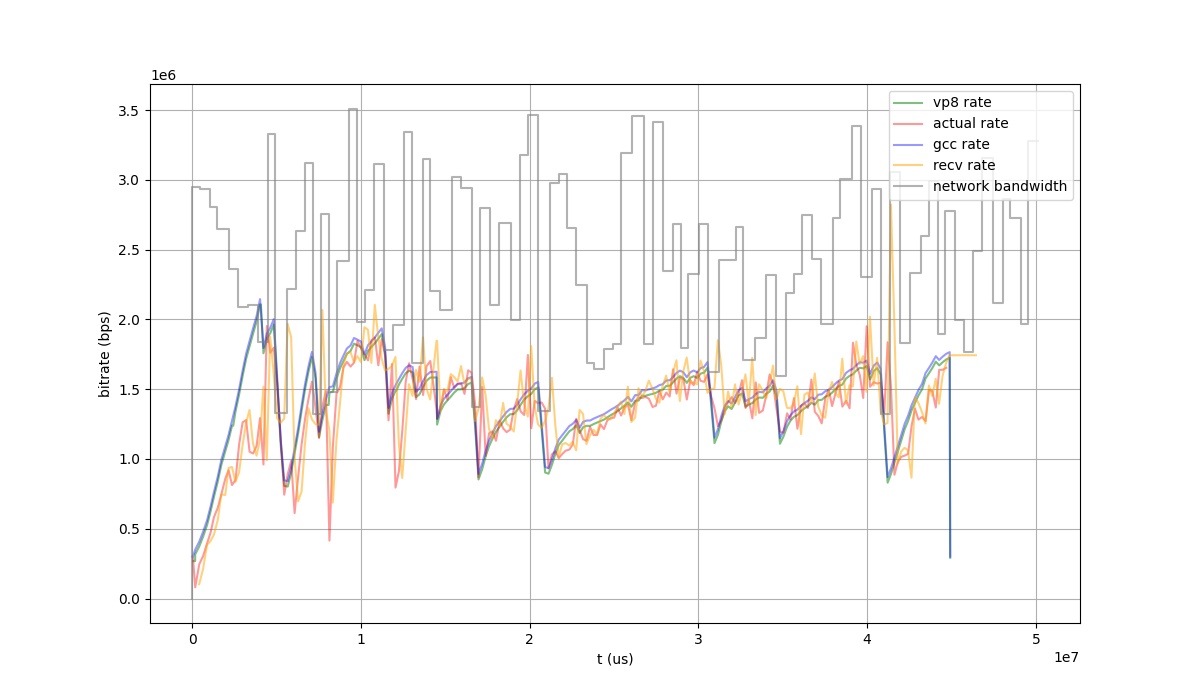 1e6
3.5
3.0
2.5
2.0
1.5
1.0
0.5
0.0
bitrate (bps)
vp8 rate
actual rate
gcc rate
recv rate
network bandwidth
0
1
2
3
4
5
t (us)
1e7